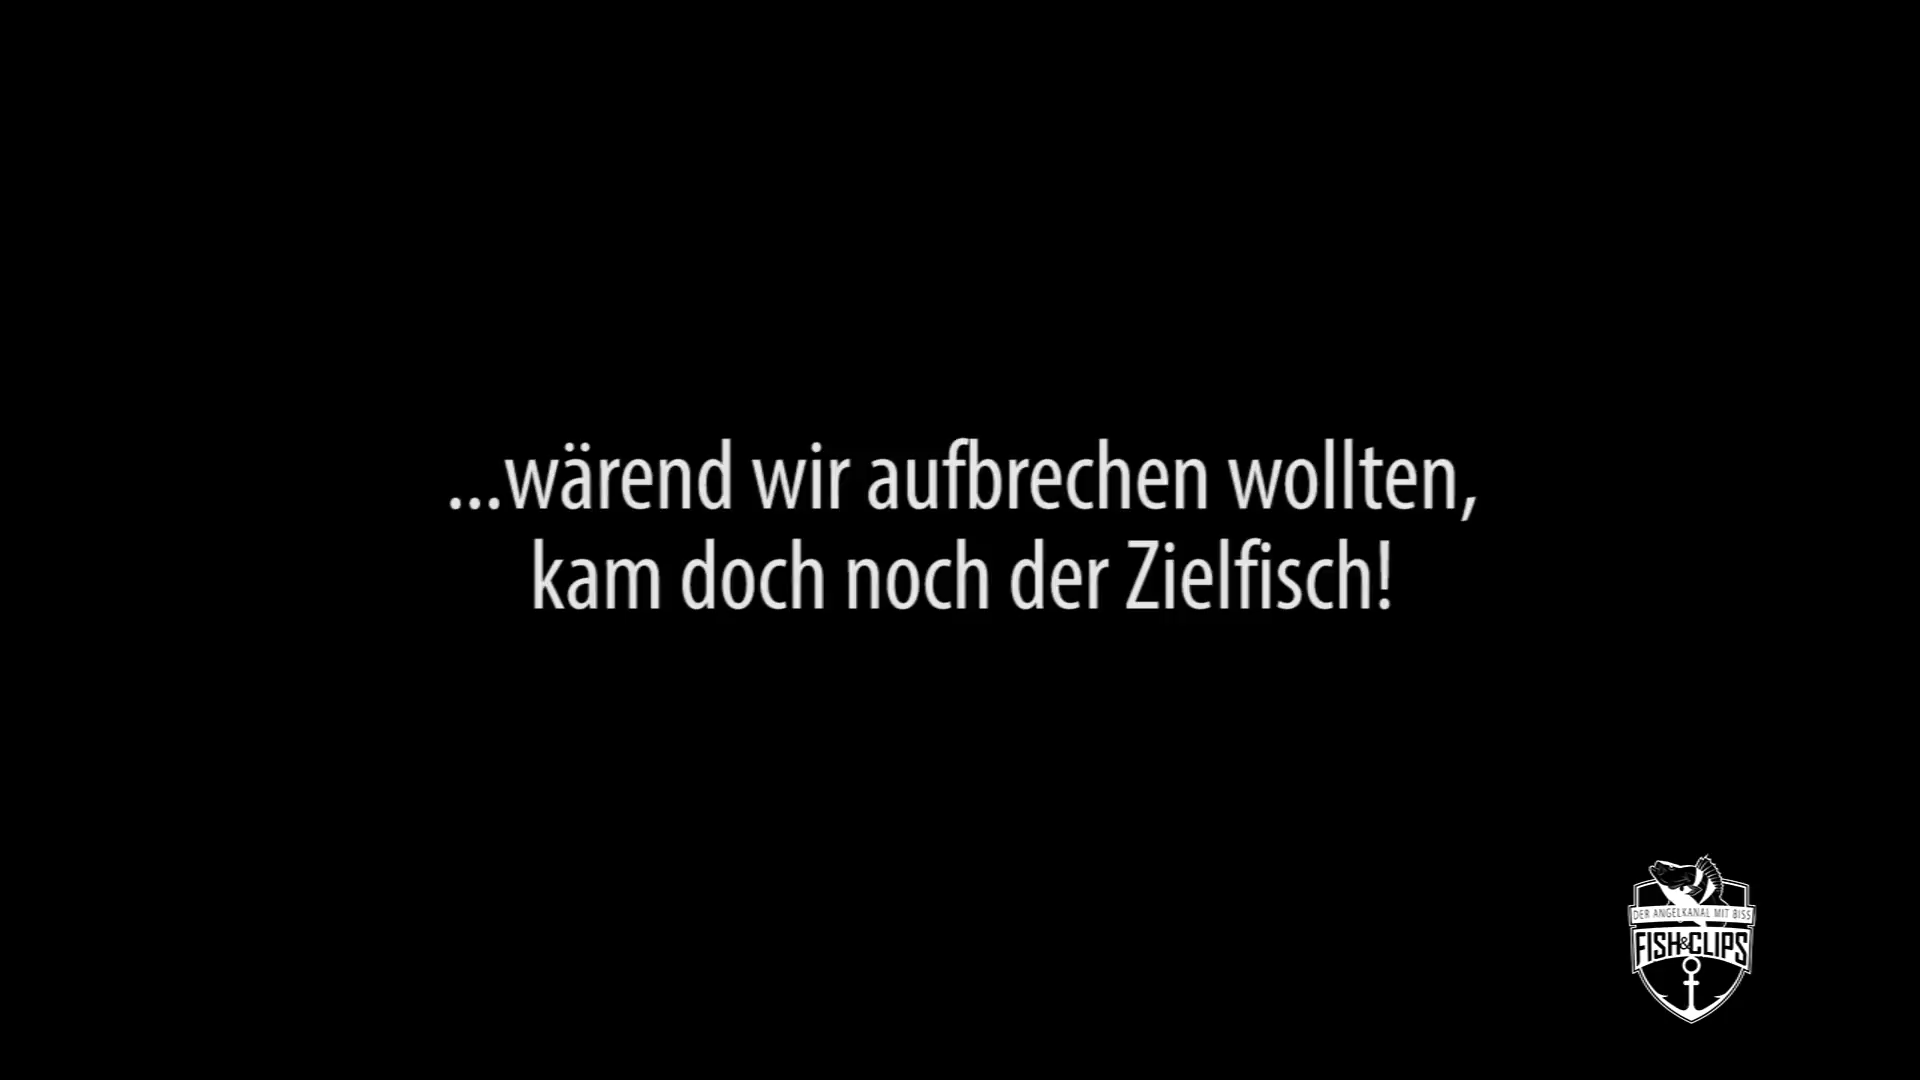 ...wärend wir aufbrechen wollten,
kam doch noch der Zielfisch!
DER ANGELKANAL MIT BISS
FISH&CLIPS